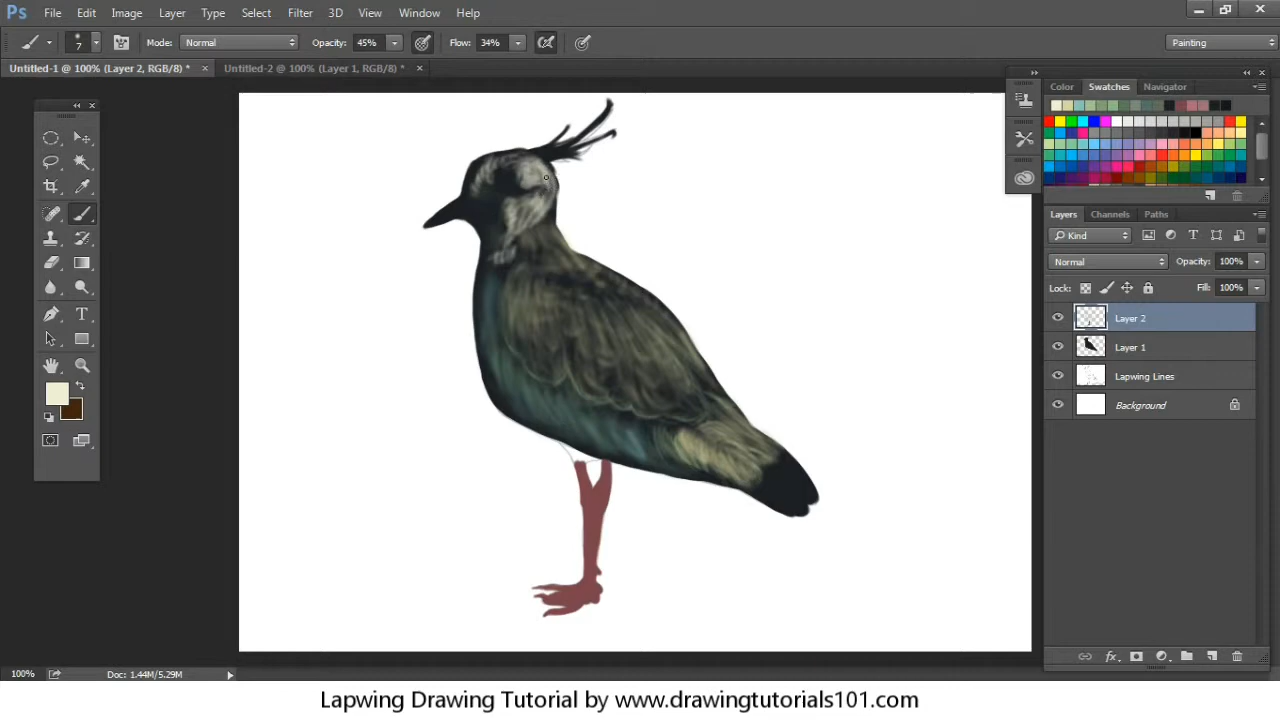 Ps File Edit Image Layer Type Select Filter 3D View Window Help
7 Mode: Normal Opacity: 45% Flow: 34% Painting
Untitled-1 @ 100% (Layer 2, RGB/8) * × Untitled-2 @ 100% (Layer 1, RGB/8) * ×
Color Swatches Navigator
Layers Channels Paths
Kind
Normal Opacity: 100%
Lock: Fill: 100%
Layer 2
Layer 1
Lapwing Lines
Background
100% Doc: 1.44M/5.29M
Lapwing Drawing Tutorial by www.drawingtutorials101.com